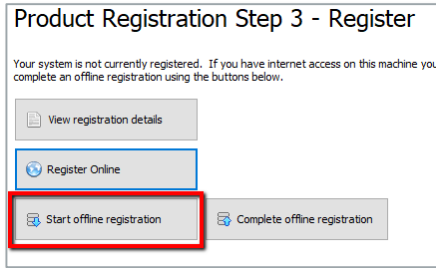 Product Registration Step 3 - Register
Your system is not currently registered. If you have internet access on this machine you
complete an offline registration using the buttons below.
View registration details
Register Online
Start offline registration
Complete offline registration